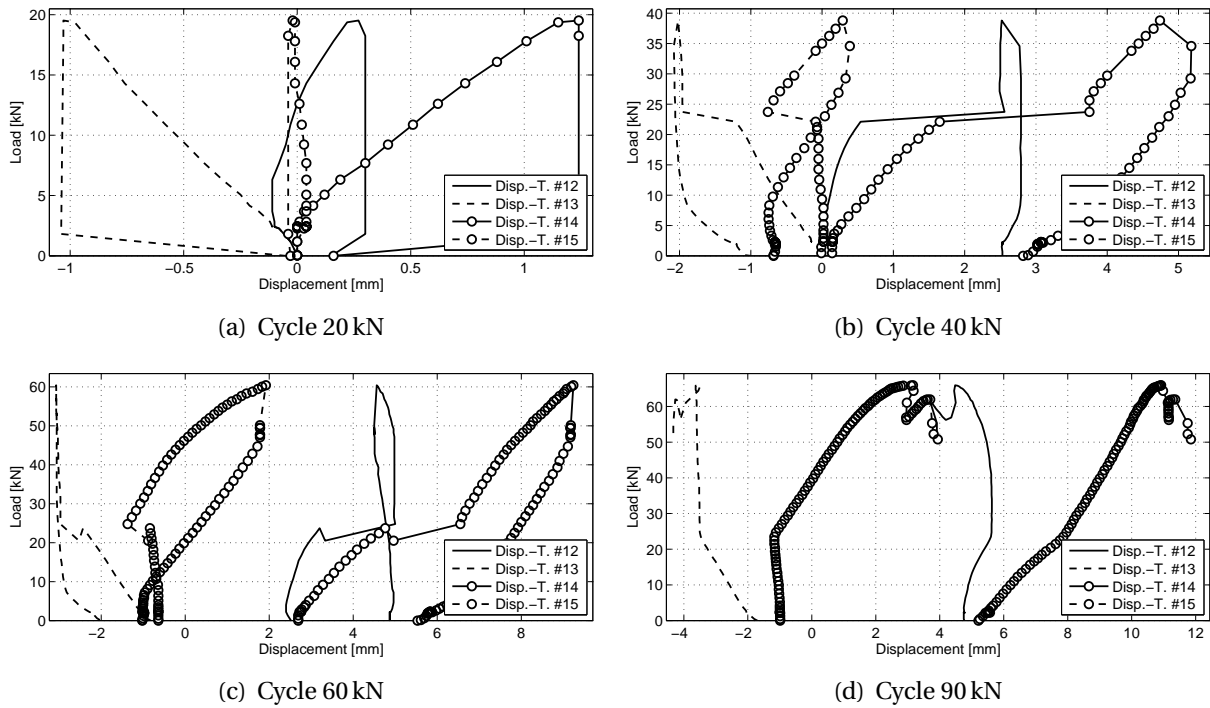 20
15
10
5
0
Load [kN]
-1
-0.5
0
0.5
1
Displacement [mm]
Disp.-T. #12
Disp.-T. #13
Disp.-T. #14
Disp.-T. #15
(a) Cycle 20 kN
40
35
30
25
20
15
10
5
0
Load [kN]
-2
-1
0
1
2
3
4
5
Displacement [mm]
Disp.-T. #12
Disp.-T. #13
Disp.-T. #14
Disp.-T. #15
(b) Cycle 40 kN
60
50
40
30
20
10
0
Load [kN]
-2
0
2
4
6
8
Displacement [mm]
Disp.-T. #12
Disp.-T. #13
Disp.-T. #14
Disp.-T. #15
(c) Cycle 60 kN
60
50
40
30
20
10
0
Load [kN]
-4
-2
0
2
4
6
8
10
12
Displacement [mm]
Disp.-T. #12
Disp.-T. #13
Disp.-T. #14
Disp.-T. #15
(d) Cycle 90 kN